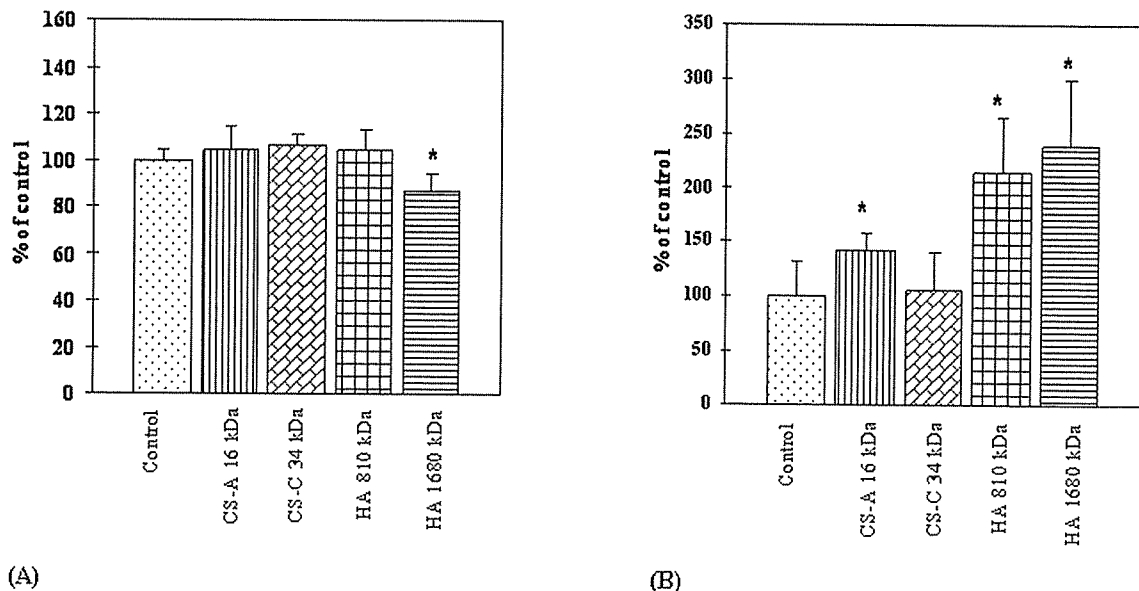 160
140
120
100
80
60
40
20
0
% of control
*
Control
CS-A 16 kDa
CS-C 34 kDa
HA 810 kDa
HA 1680 kDa
(A)
350
300
250
200
150
100
50
0
% of control
*
*
*
Control
CS-A 16 kDa
CS-C 34 kDa
HA 810 kDa
HA 1680 kDa
(B)